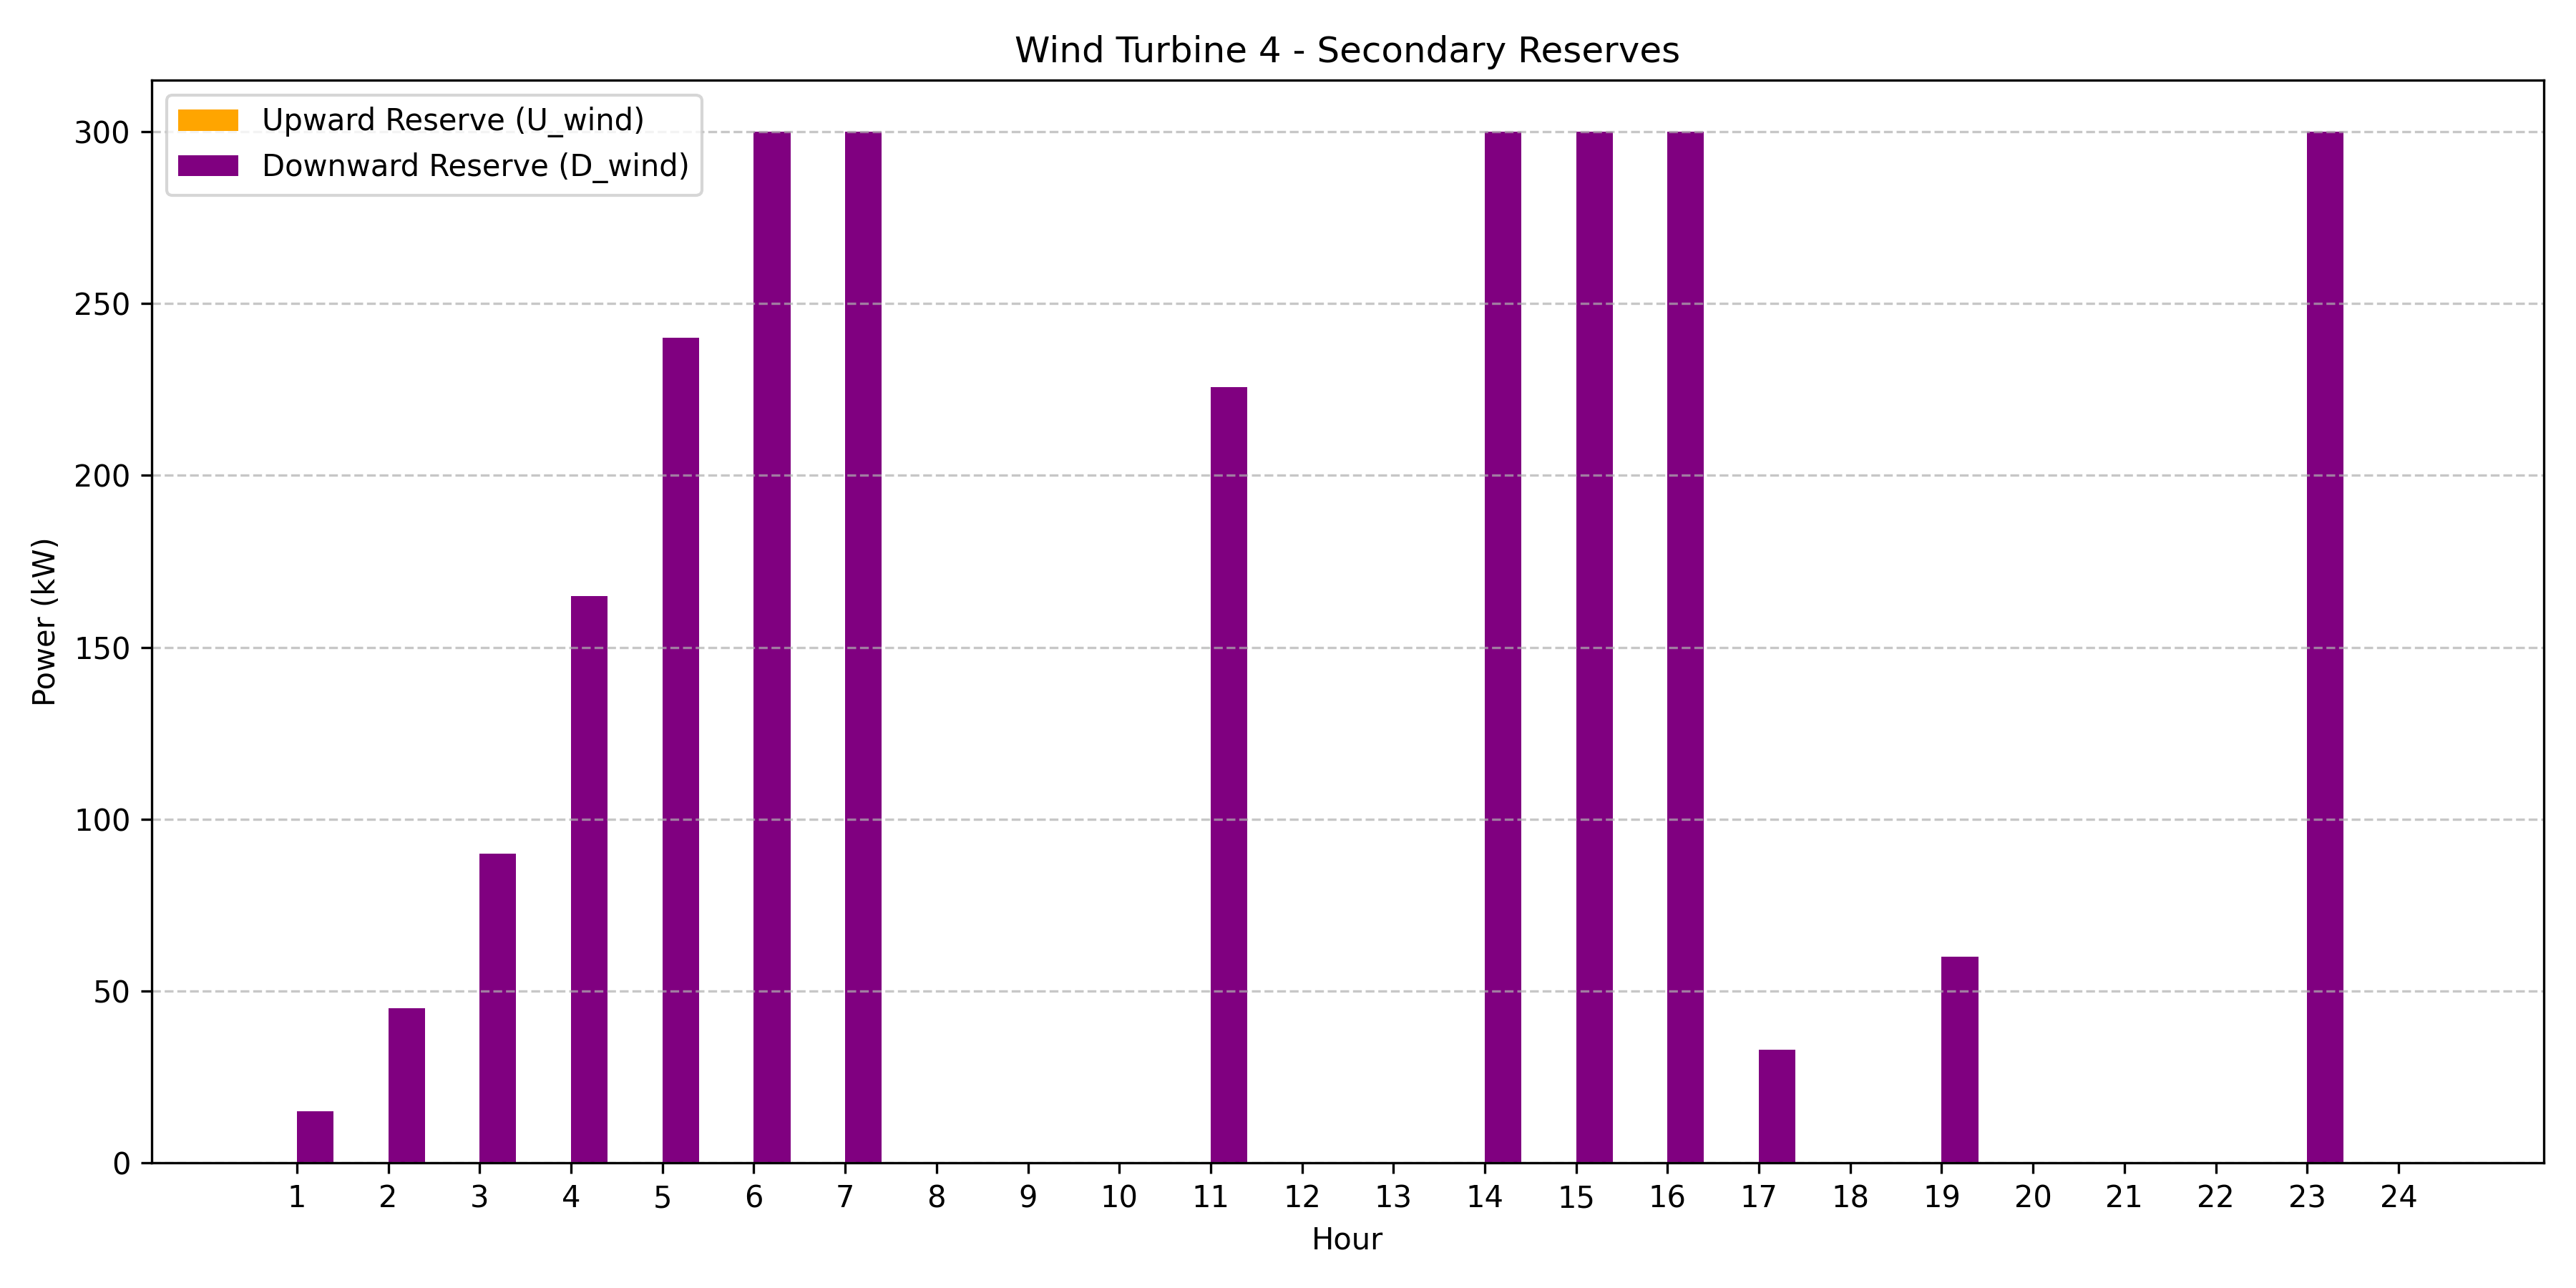 Wind Turbine 4 - Secondary Reserves
Upward Reserve (U_wind)
Downward Reserve (D_wind)
300
250
200
150
100
50
0
Power (kW)
1 2 3 4 5 6 7 8 9 10 11 12 13 14 15 16 17 18 19 20 21 22 23 24
Hour